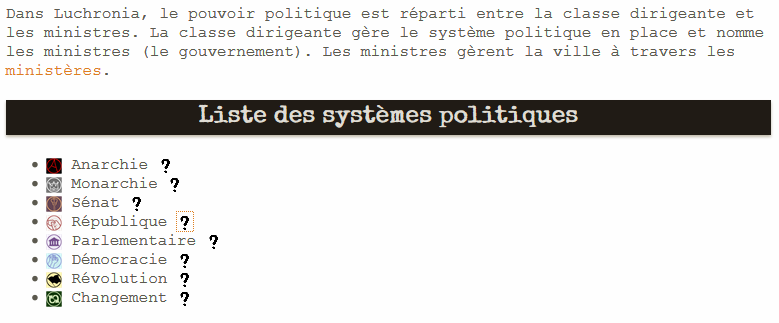 Dans Luchronia, le pouvoir politique est réparti entre la classe dirigeante et
les ministres. La classe dirigeante gère le système politique en place et nomme
les ministres (le gouvernement). Les ministres gèrent la ville à travers les
ministères.
Liste des systèmes politiques
Anarchie ?
Monarchie ?
Sénat ?
République ?
Parlementaire ?
Démocracie ?
Révolution ?
Changement ?